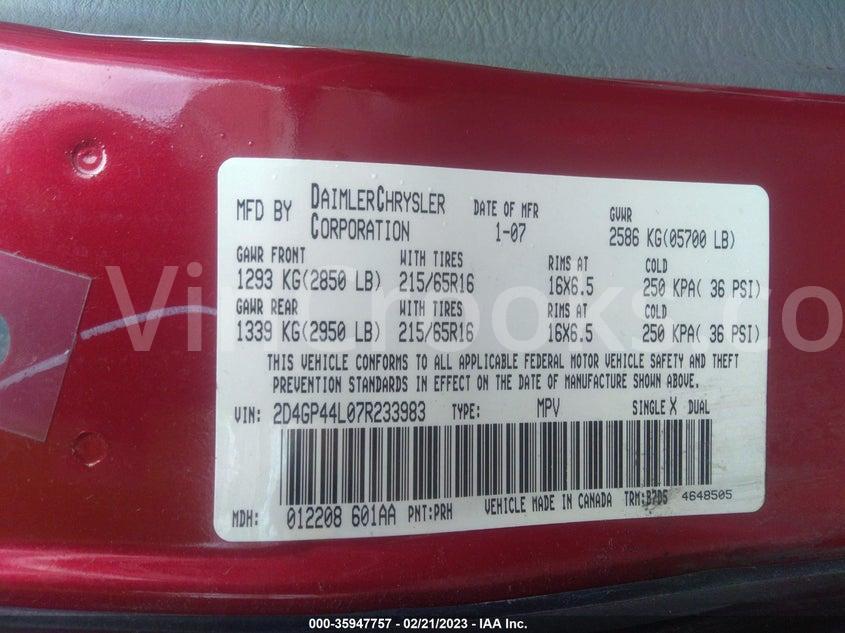 MFD BY DAIMLERCHRYSLER CORPORATION DATE OF MFR 1-07 GVWR 2586 KG(05700 LB)
GAWR FRONT WITH TIRES RIMS AT COLD
1293 KG(2850 LB) 215/65R16 16X6.5 250 KPA( 36 PSI)
GAWR REAR WITH TIRES RIMS AT COLD
1339 KG(2950 LB) 215/65R16 16X6.5 250 KPA( 36 PSI)
THIS VEHICLE CONFORMS TO ALL APPLICABLE FEDERAL MOTOR VEHICLE SAFETY AND THEFT
PREVENTION STANDARDS IN EFFECT ON THE DATE OF MANUFACTURE SHOWN ABOVE.
VIN: 2D4GP44L07R233983 TYPE: MPV SINGLE X DUAL
VEHICLE MADE IN CANADA TRM:B7D5 4648505
MDH: 012208 601AA PNT:PRH
VinCrooks.co
000-35947757 - 02/21/2023 - IAA Inc.